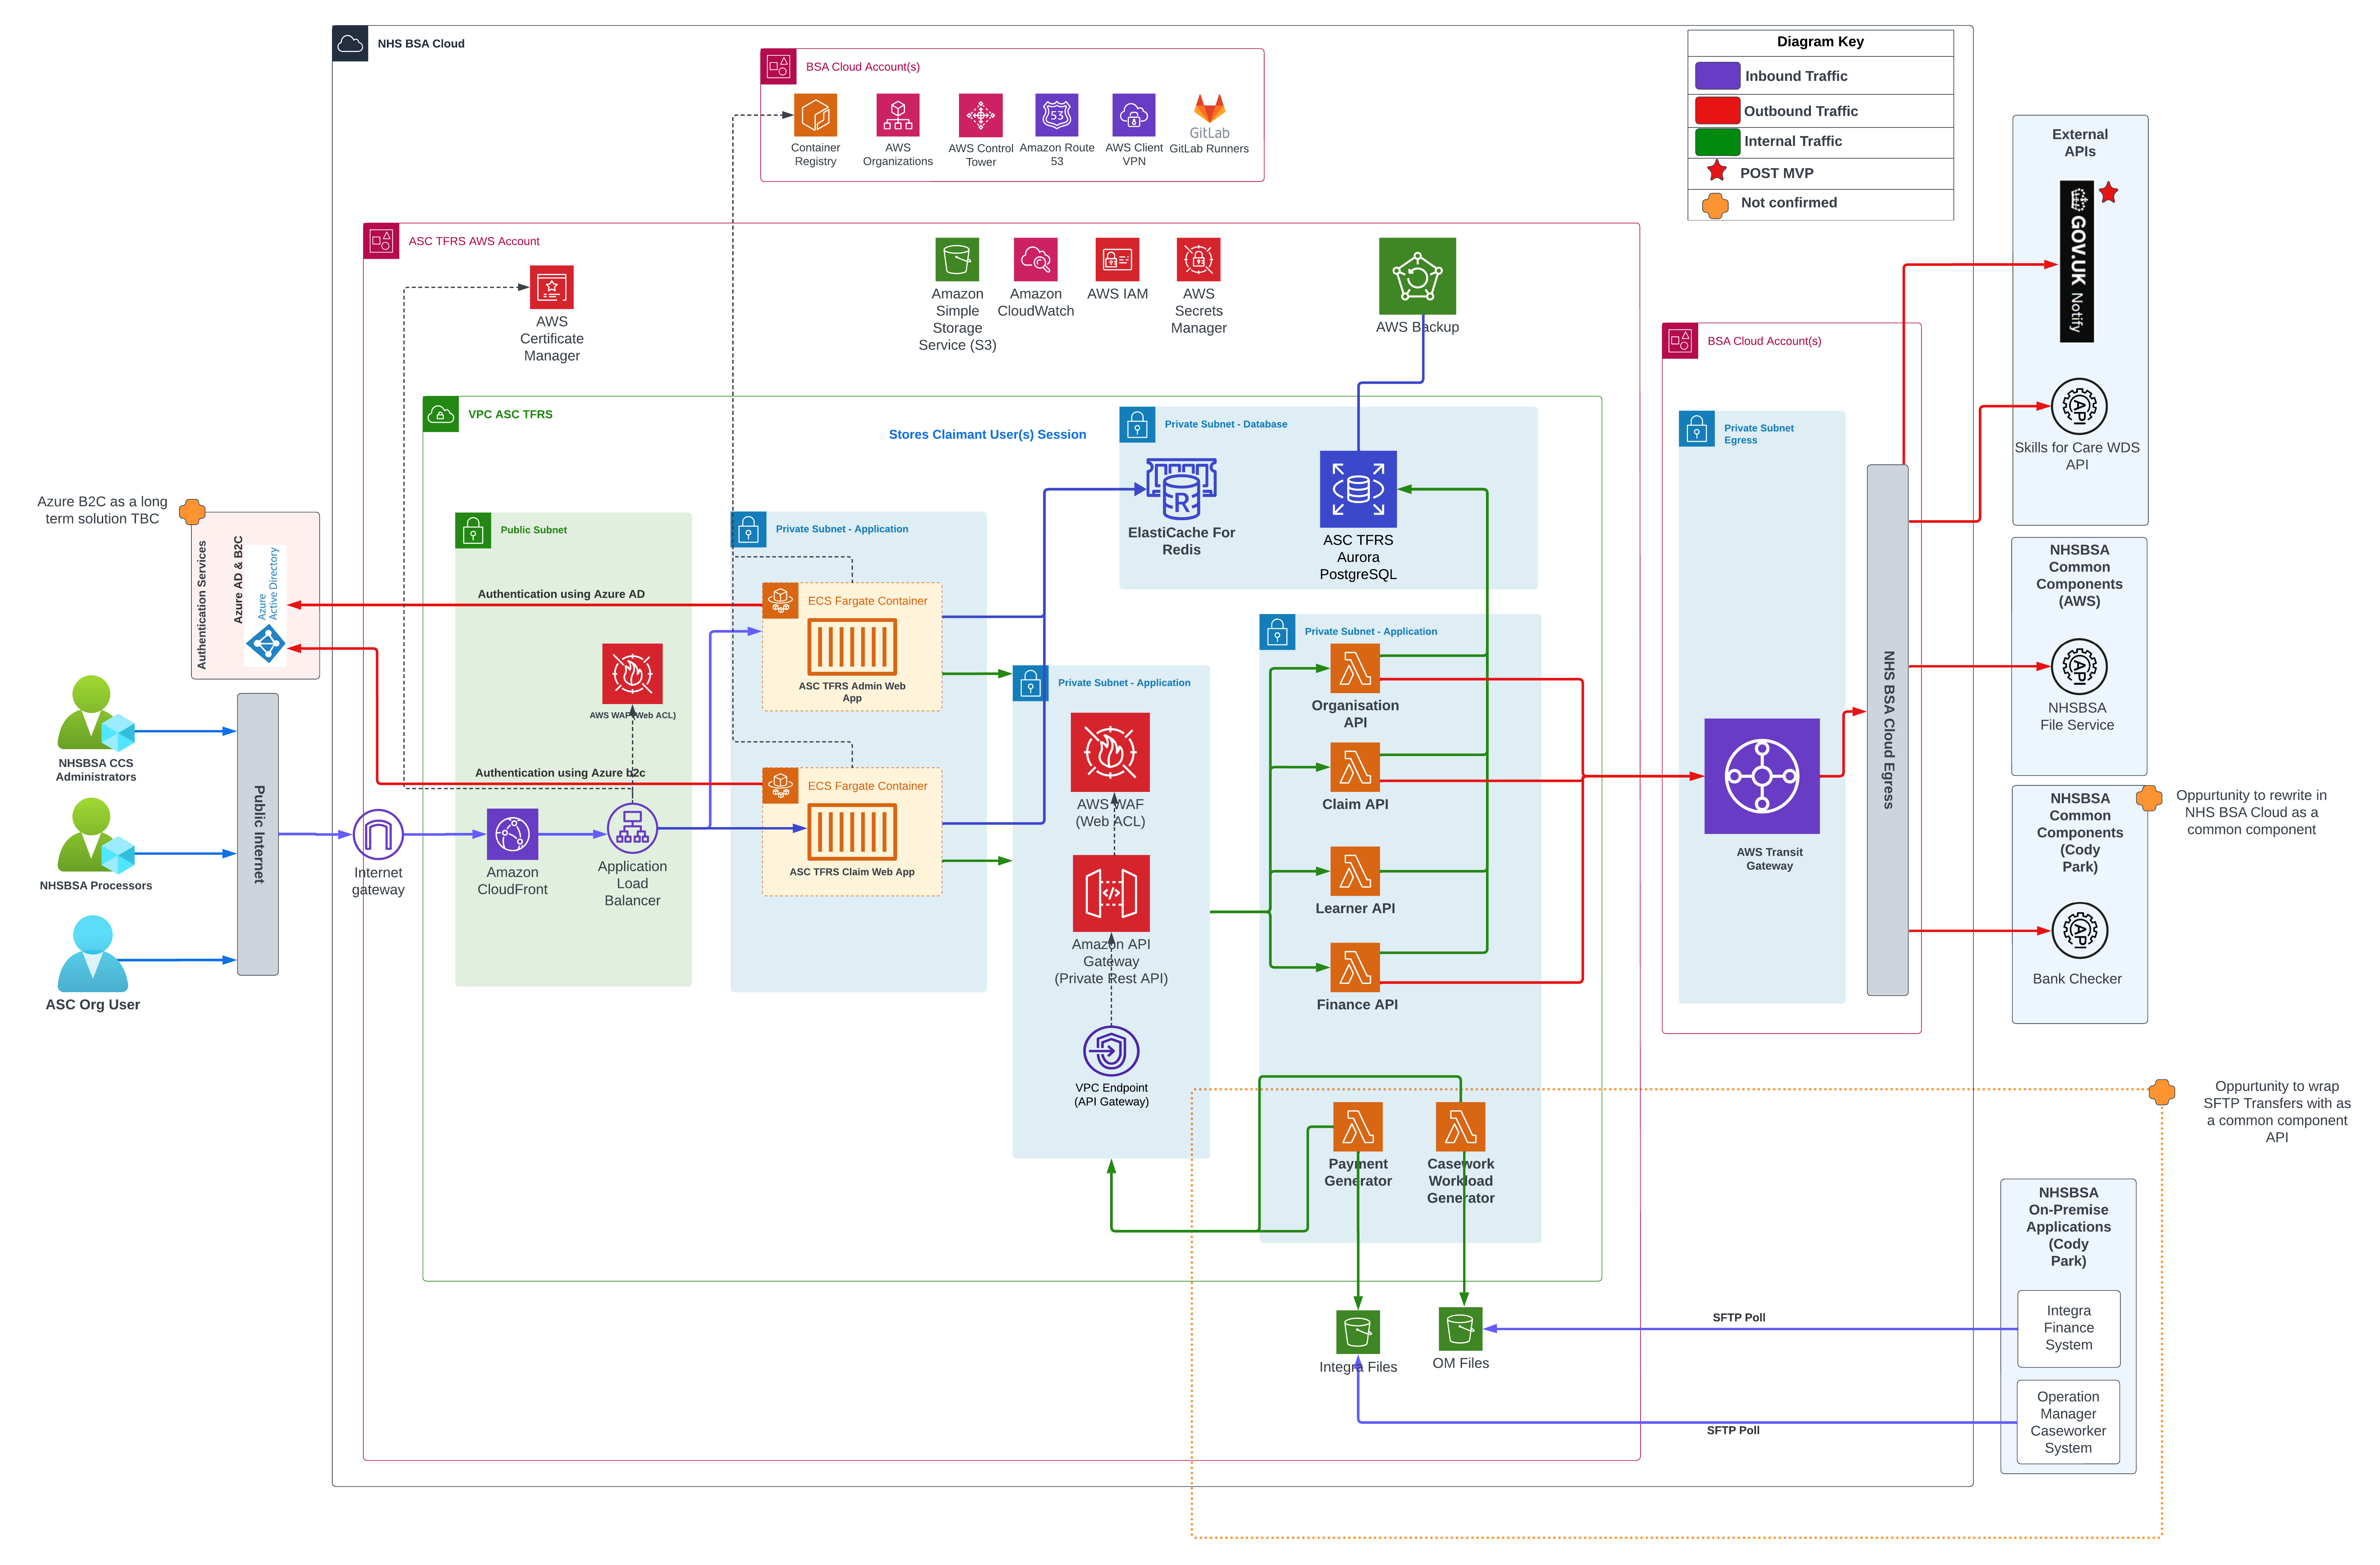 NHS BSA Cloud
BSA Cloud Account(s)
Container
Registry
AWS
Organizations
AWS Control
Tower
53
Amazon Route
53
AWS Client
VPN
GitLab
GitLab Runners
Diagram Key
Inbound Traffic
Outbound Traffic
Internal Traffic
POST MVP
Not confirmed
ASC TFRS AWS Account
AWS
Certificate
Manager
Amazon
Simple
Storage
Service (S3)
Amazon
CloudWatch
AWS IAM
AWS
Secrets
Manager
AWS Backup
VPC ASC TFRS
Stores Claimant User(s) Session
Private Subnet - Database
R
ElastiCache For
Redis
ASC TFRS
Aurora
PostgreSQL
Azure B2C as a long
term solution TBC
Authentication Services
Azure AD & B2C
Azure
Active Directory
NHSBSA CCS
Administrators
NHSBSA Processors
ASC Org User
Public Internet
Internet
gateway
Public Subnet
Authentication using Azure AD
AWS WAF (Web ACL)
Authentication using Azure b2c
Amazon
CloudFront
Application
Load
Balancer
Private Subnet - Application
ECS Fargate Container
ASC TFRS Admin Web
App
ECS Fargate Container
ASC TFRS Claim Web App
Private Subnet - Application
AWS WAF
(Web ACL)
Amazon API
Gateway
(Private Rest API)
VPC Endpoint
(API Gateway)
Private Subnet - Application
Organisation
API
Claim API
Learner API
Finance API
Payment
Generator
Casework
Workload
Generator
Integra Files
OM Files
SFTP Poll
SFTP Poll
BSA Cloud Account(s)
Private Subnet
Egress
AWS Transit
Gateway
NHS BSA Cloud Egress
External
APIs
GOV.UK Notify
API
Skills for Care WDS
API
NHSBSA
Common
Components
(AWS)
API
NHSBSA
File Service
NHSBSA
Common
Components
(Cody
Park)
API
Bank Checker
Opportunity to rewrite in
NHS BSA Cloud as a
common component
Oppurtunity to wrap
SFTP Transfers with as
a common component
API
NHSBSA
On-Premise
Applications
(Cody
Park)
Integra
Finance
System
Operation
Manager
Caseworker
System